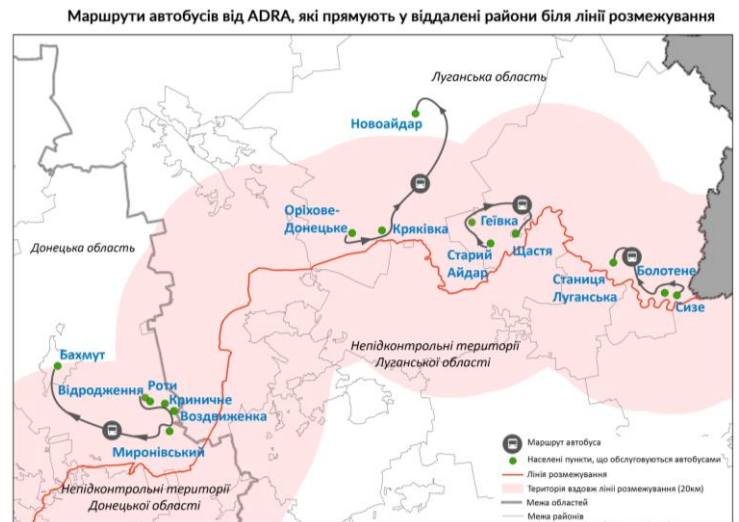 Маршрути автобусів від ADRA, які прямують у віддалені райони біля лінії розмежування
Луганська область
Новоайдар
Оріхове-
Донецьке
Кряківка
Геївка
Старий
Айдар
Щастя
Донецька область
Станиця
Луганська
Болотене
Сизе
Непідконтрольні території
Луганської області
Бахмут
Відродження
Роти
Криничне
Воздвиженка
Миронівський
Непідконтрольні території
Донецької області
Маршрут автобуса
Населені пункти, що обслуговуються автобусами
Лінія розмежування
Територія вздовж лінії розмежування (20км)
Межа областей
Межа районів